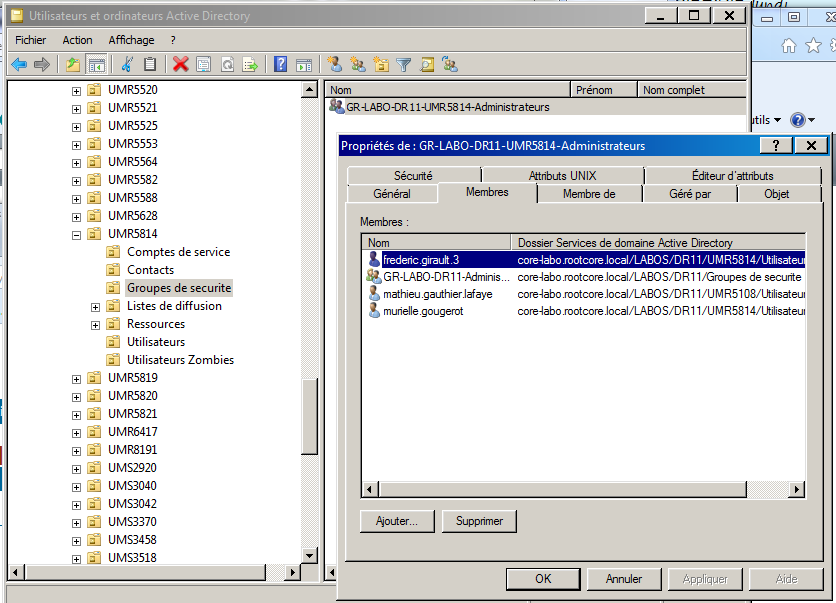 Utilisateurs et ordinateurs Active Directory
Fichier Action Affichage ?
UMR5520
UMR5521
UMR5525
UMR5553
UMR5564
UMR5582
UMR5588
UMR5628
UMR5814
Comptes de service
Contacts
Groupes de securite
Listes de diffusion
Ressources
Utilisateurs
Utilisateurs Zombies
UMR5819
UMR5820
UMR5821
UMR6417
UMR8191
UMS2920
UMS3040
UMS3042
UMS3370
UMS3458
UMS3518
Nom Prénom Nom complet
GR-LABO-DR11-UMR5814-Administrateurs
utils
Propriétés de : GR-LABO-DR11-UMR5814-Administrateurs ?
Sécurité Attributs UNIX Éditeur d'attributs
Général Membres Membre de Géré par Objet
Membres :
Nom Dossier Services de domaine Active Directory
frederic.girault.3 core-labo.rootcore.local/LABOS/DR11/UMR5814/Utilisateu
GR-LABO-DR11-Adminis... core-labo.rootcore.local/LABOS/DR11/Groupes de securite
mathieu.gauthier.lafaye core-labo.rootcore.local/LABOS/DR11/UMR5108/Utilisateu
murielle.gougerot core-labo.rootcore.local/LABOS/DR11/UMR5814/Utilisateu
Ajouter... Supprimer
OK Annuler Appliquer Aide